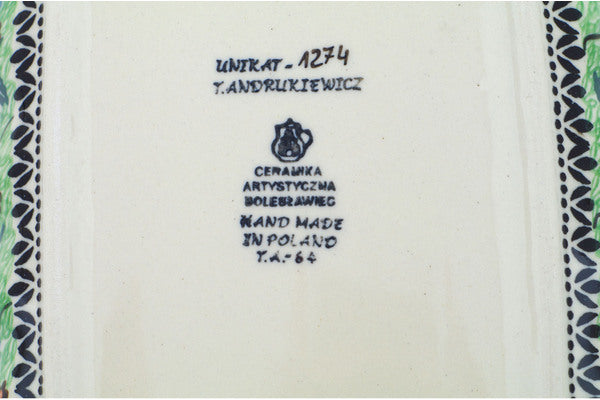 UNIKAT - 1274
T. ANDRUKIEWICZ
CERAMIKA
ARTYSTYCZNA
BOLESŁAWIEC
HAND MADE
IN POLAND
T.A.-64